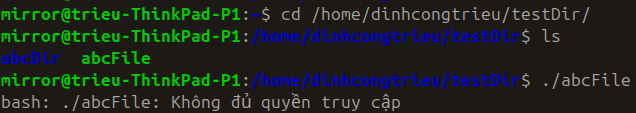 mirror@trieu-ThinkPad-P1:~$ cd /home/dinhcongtrieu/testDir/
mirror@trieu-ThinkPad-P1:/home/dinhcongtrieu/testDir$ ls
abcDir abcFile
mirror@trieu-ThinkPad-P1:/home/dinhcongtrieu/testDir$ ./abcFile
bash: ./abcFile: Không đủ quyền truy cập